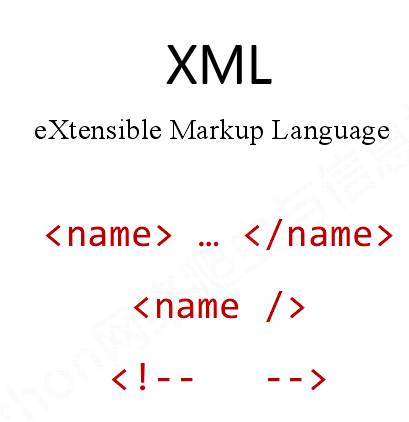 XML
eXtensible Markup Language
<name> … </name>
<name />
<!--   -->